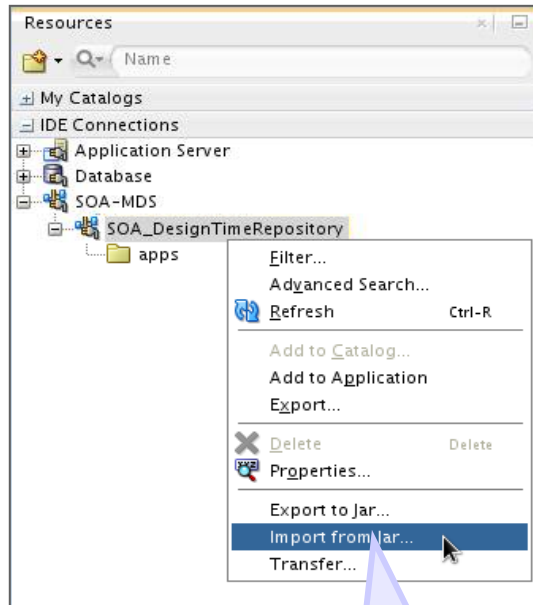 Resources
Name
My Catalogs
IDE Connections
Application Server
Database
SOA-MDS
SOA_DesignTimeRepository
apps
Filter...
Advanced Search...
Refresh Ctrl-R
Add to Catalog...
Add to Application
Export...
Delete Delete
Properties...
Export to Jar...
Import from Jar...
Transfer...